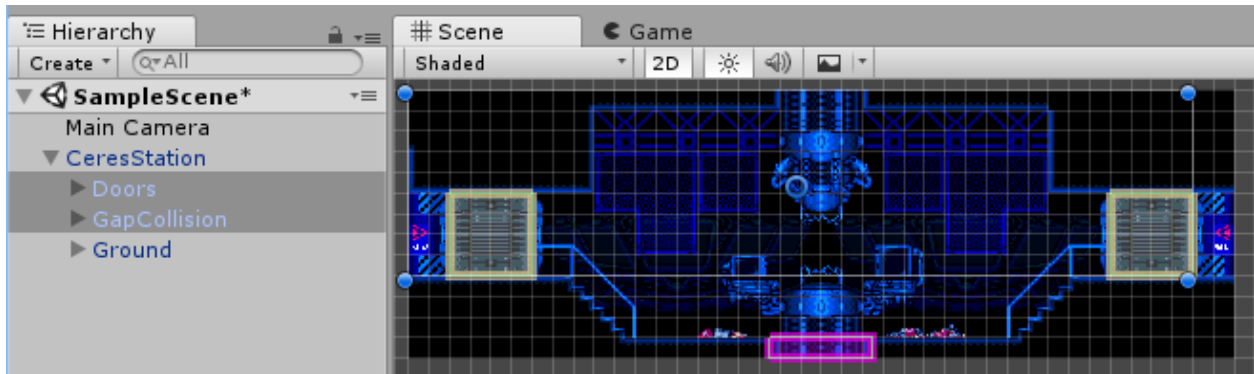 Hierarchy
Create All
SampleScene*
Main Camera
CeresStation
Doors
GapCollision
Ground
Scene Game
Shaded 2D